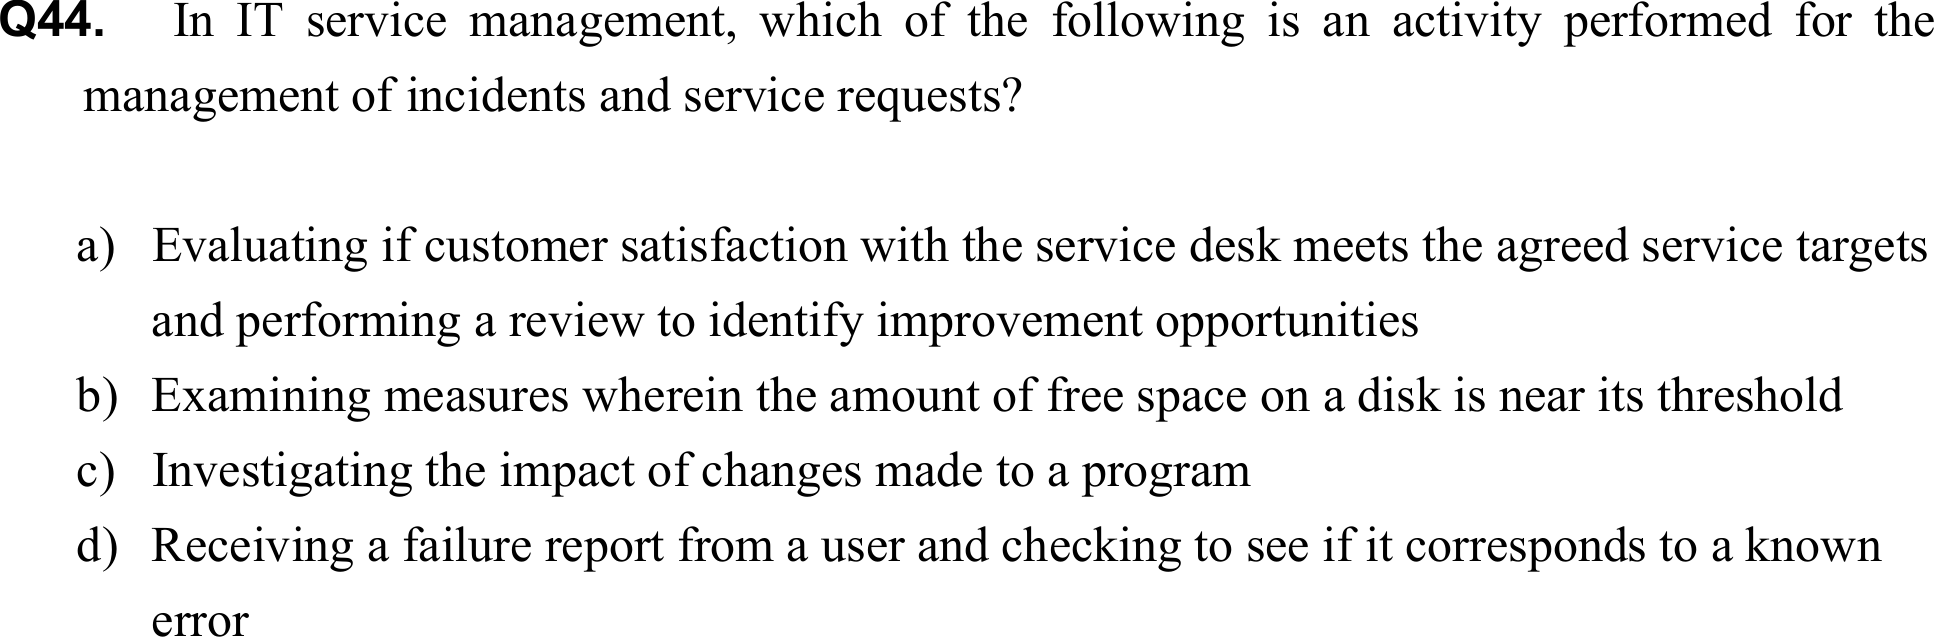 Q44. In IT service management, which of the following is an activity performed for the
management of incidents and service requests?
a) Evaluating if customer satisfaction with the service desk meets the agreed service targets
and performing a review to identify improvement opportunities
b) Examining measures wherein the amount of free space on a disk is near its threshold
c) Investigating the impact of changes made to a program
d) Receiving a failure report from a user and checking to see if it corresponds to a known
error